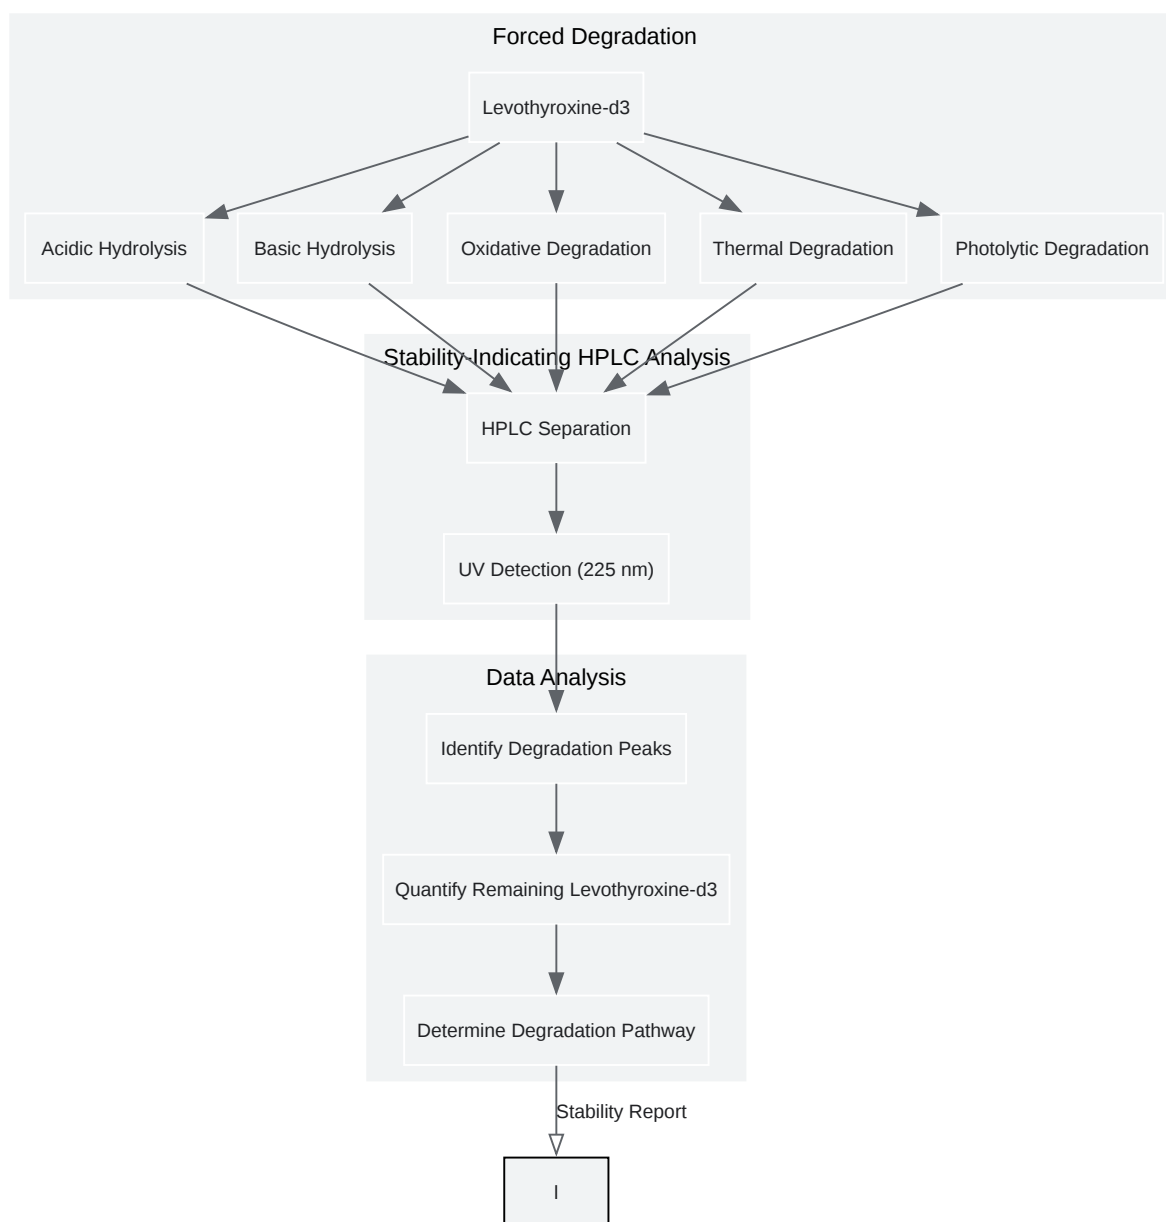 Forced Degradation
Levothyroxine-d3
Acidic Hydrolysis
Basic Hydrolysis
Oxidative Degradation
Thermal Degradation
Photolytic Degradation
Stability-Indicating HPLC Analysis
HPLC Separation
UV Detection (225 nm)
Data Analysis
Identify Degradation Peaks
Quantify Remaining Levothyroxine-d3
Determine Degradation Pathway
Stability Report
I